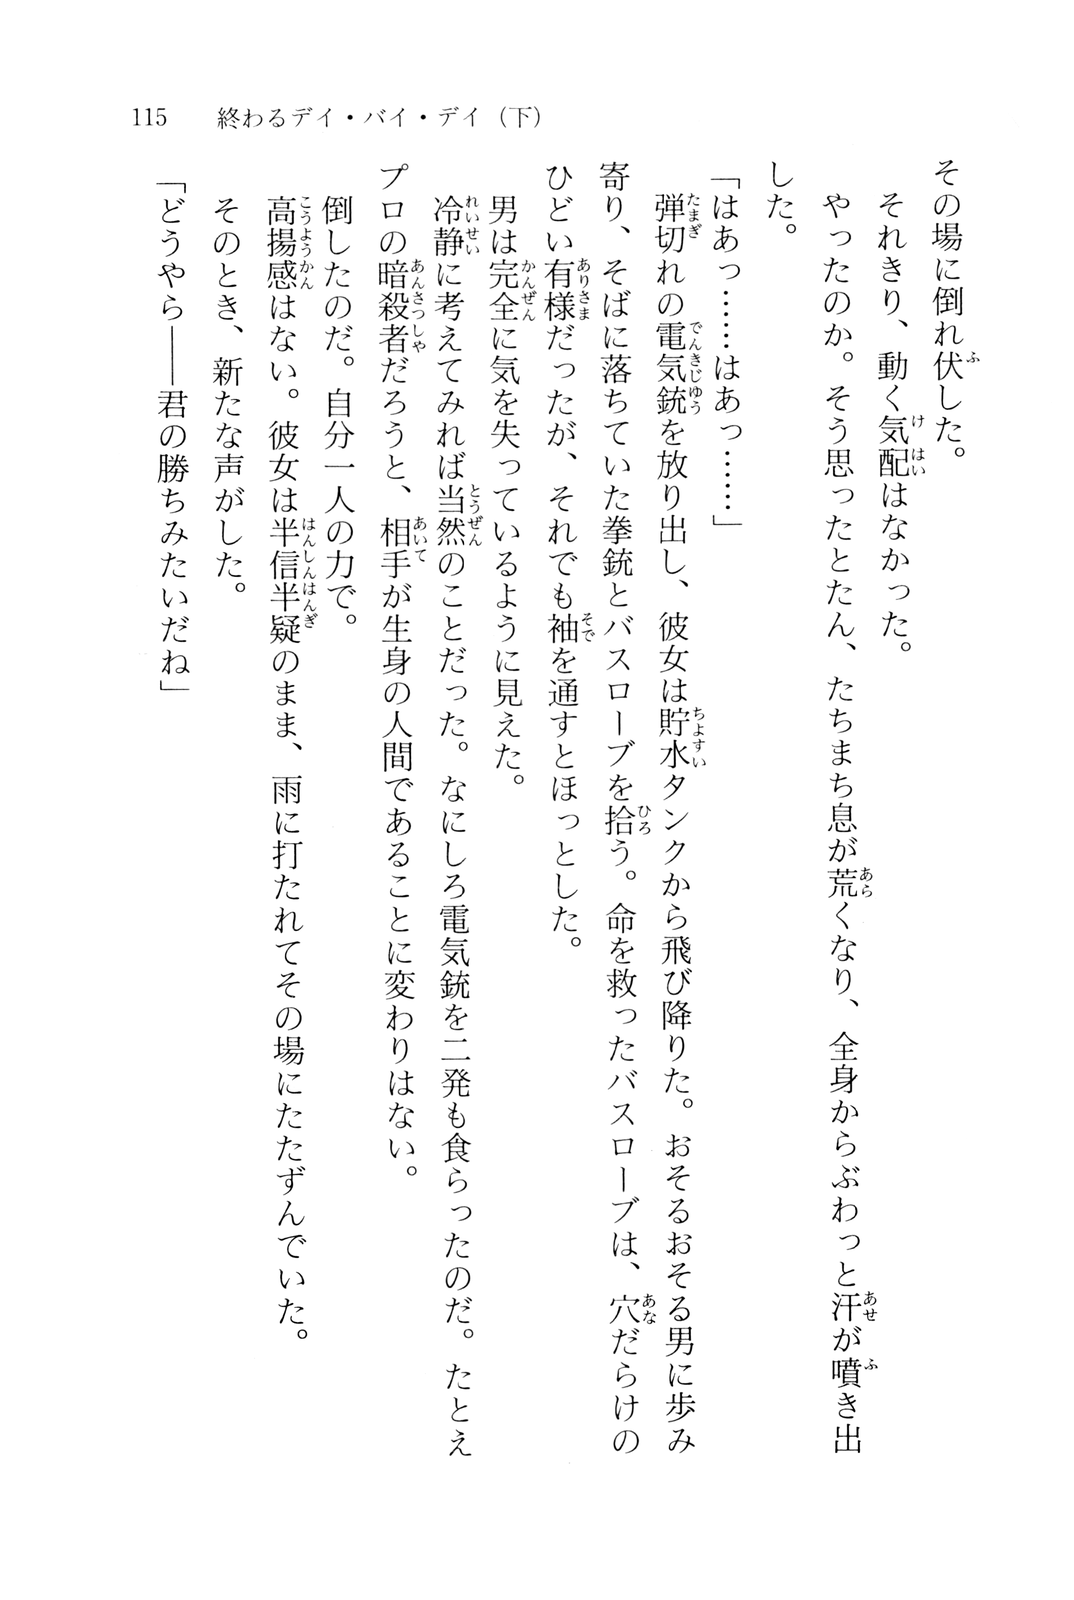 115　終わるデイ・バイ・デイ（下）
その場に倒れ伏した。
それきり、動く気配はなかった。
やったのか。そう思ったとたん、たちまち息が荒くなり、全身からぶわっと汗が噴き出
した。
「はあっ……はあっ……」
弾切れの電気銃を放り出し、彼女は貯水タンクから飛び降りた。おそるおそる男に歩み
寄り、そばに落ちていた拳銃とバスローブを拾う。命を救ったバスローブは、穴だらけの
ひどい有様だったが、それでも袖を通すとほっとした。
男は完全に気を失っているように見えた。
冷静に考えてみれば当然のことだった。なにしろ電気銃を二発も食らったのだ。たとえ
プロの暗殺者だろうと、相手が生身の人間であることに変わりはない。
倒したのだ。自分一人の力で。
高揚感はない。彼女は半信半疑のまま、雨に打たれてその場にたたずんでいた。
そのとき、新たな声がした。
「どうやら――君の勝ちみたいだね」